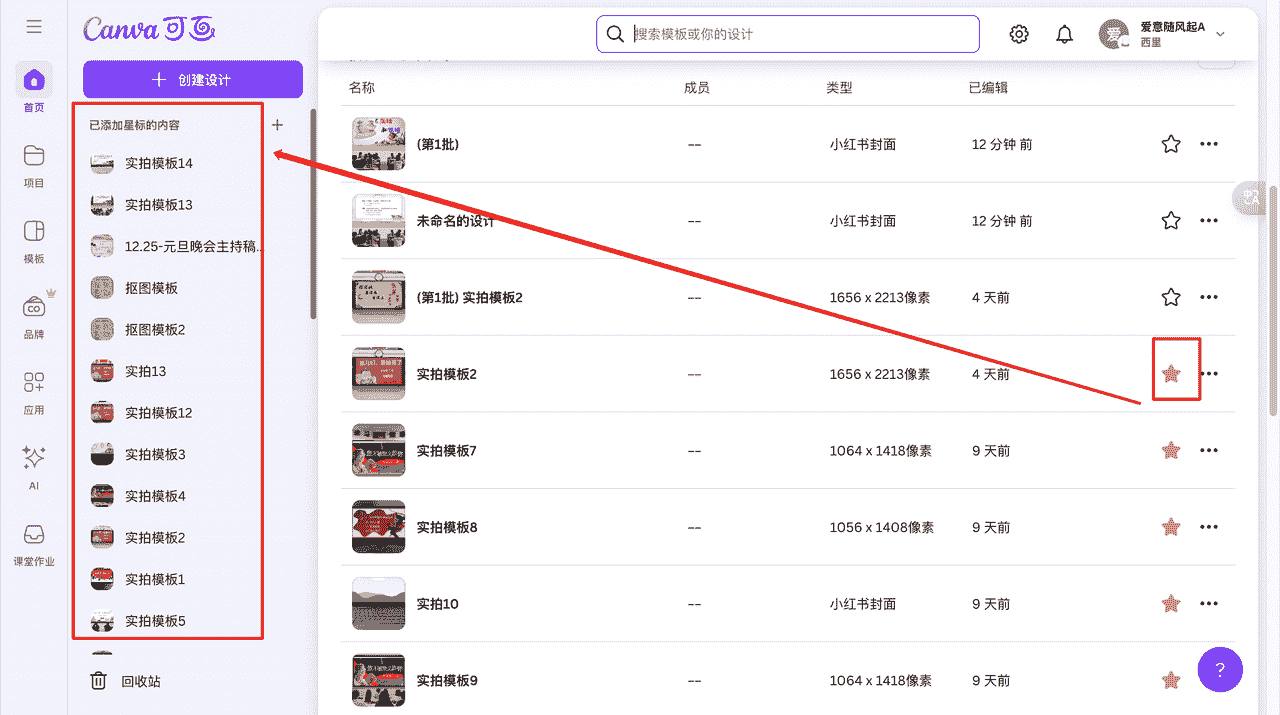 Canva可画
搜索模板或你的设计
爱
爱意随风起A
西里
创建设计
首页
项目
模板
品牌
应用
AI
课堂作业
已添加星标的内容
实拍模板14
实拍模板13
12.25-元旦晚会主持稿...
抠图模板
抠图模板2
实拍13
实拍模板12
实拍模板3
实拍模板4
实拍模板2
实拍模板1
实拍模板5
回收站
名称 成员 类型 已编辑
(第1批) -- 小红书封面 12 分钟 前
未命名的设计 -- 小红书封面 12 分钟 前
(第1批) 实拍模板2 -- 1656 x 2213像素 4 天前
实拍模板2 -- 1656 x 2213像素 4 天前
实拍模板7 -- 1064 x 1418像素 9 天前
实拍模板8 -- 1056 x 1408像素 9 天前
实拍10 -- 小红书封面 9 天前
实拍模板9 -- 1064 x 1418像素 9 天前
?